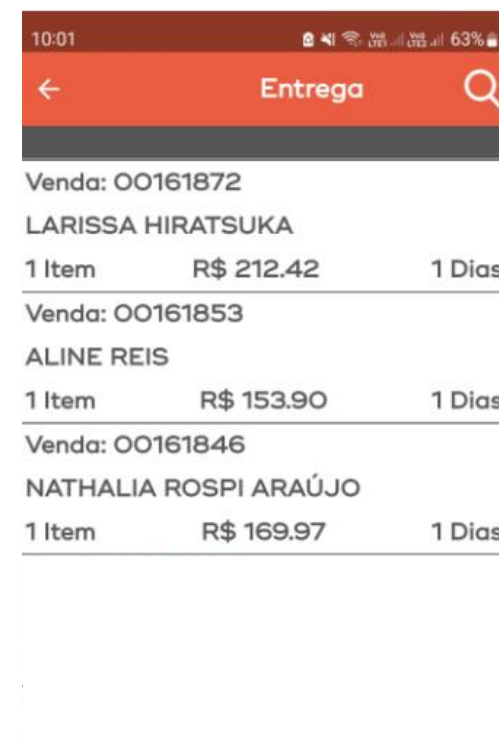 10:01 63%
Entrega
Venda: 00161872
LARISSA HIRATSUKA
1 Item R$ 212.42 1 Dias
Venda: 00161853
ALINE REIS
1 Item R$ 153.90 1 Dias
Venda: 00161846
NATHALIA ROSPI ARAÚJO
1 Item R$ 169.97 1 Dias